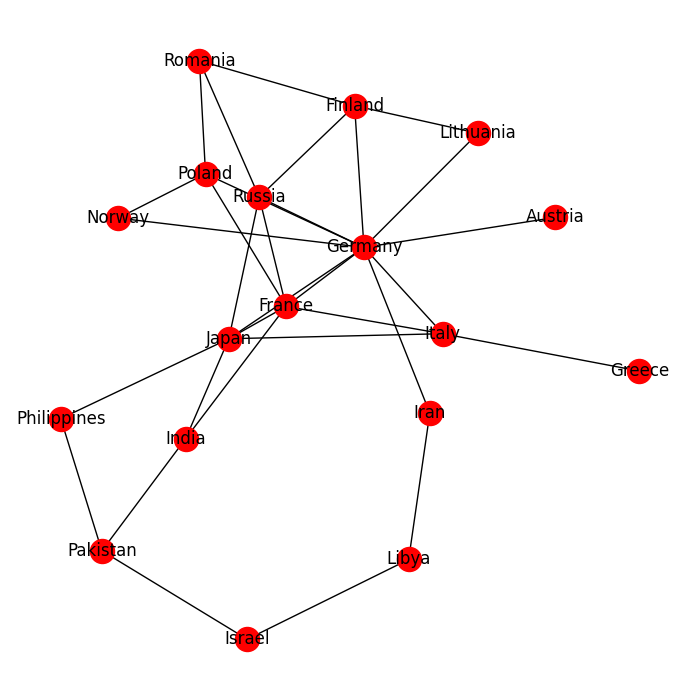 Romania
Finland
Lithuania
Poland
Russia
Norway
Austria
Germany
France
Japan
Italy
Greece
Philippines
Iran
India
Pakistan
Libya
Israel